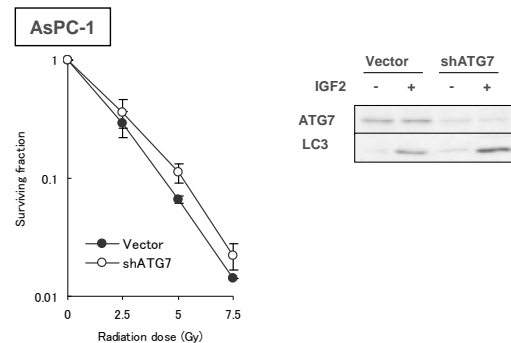 AsPC-1
Surviving fraction
1
0.1
0.01
Vector
shATG7
0 2.5 5 7.5
Radiation dose (Gy)
Vector shATG7
IGF2 - + - +
ATG7
LC3